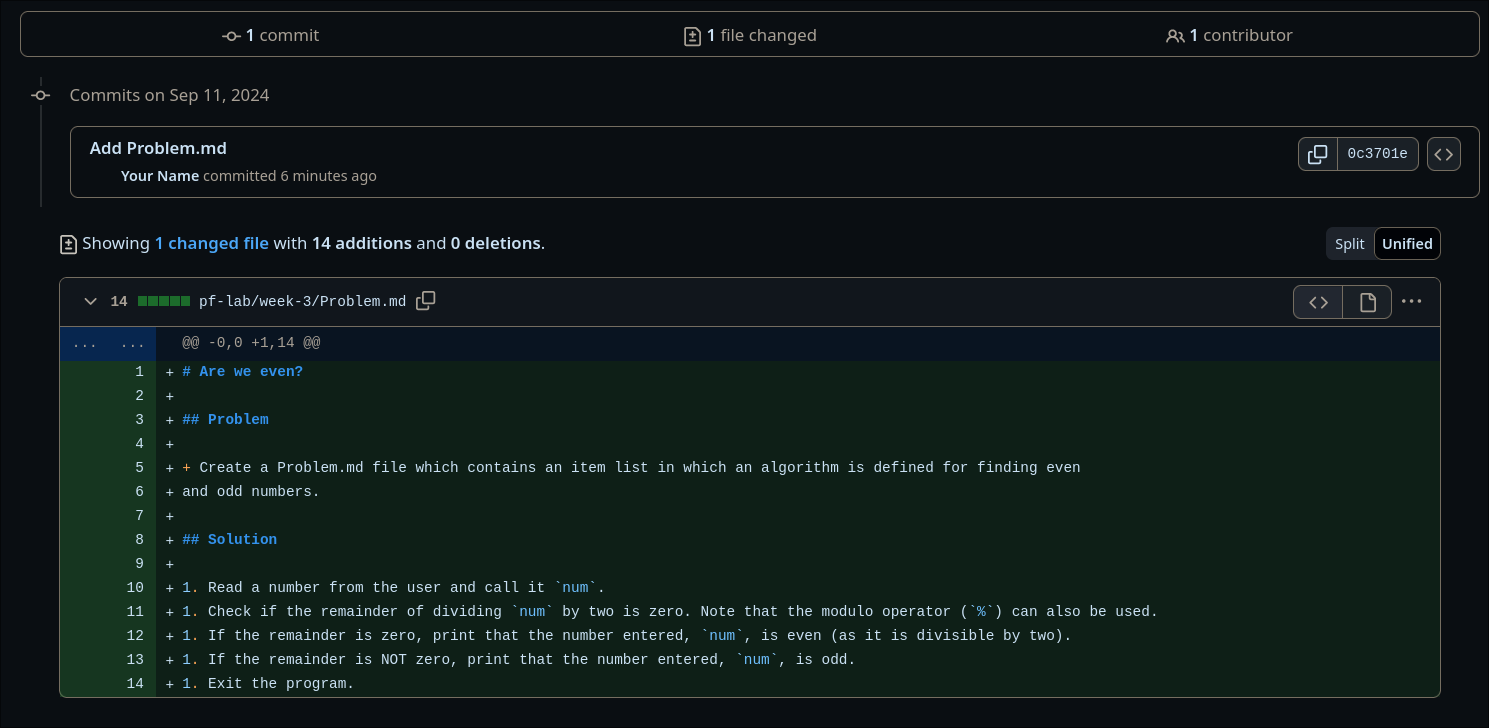 1 commit
1 file changed
1 contributor
Commits on Sep 11, 2024
Add Problem.md
0c3701e
Your Name committed 6 minutes ago
Showing 1 changed file with 14 additions and 0 deletions.
Split Unified
14 pf-lab/week-3/Problem.md
... ... @@ -0,0 +1,14 @@
1 + # Are we even?
2 +
3 + ## Problem
4 +
5 + + Create a Problem.md file which contains an item list in which an algorithm is defined for finding even
6 + and odd numbers.
7 +
8 + ## Solution
9 +
10 + 1. Read a number from the user and call it `num`.
11 + 1. Check if the remainder of dividing `num` by two is zero. Note that the modulo operator (`%`) can also be used.
12 + 1. If the remainder is zero, print that the number entered, `num`, is even (as it is divisible by two).
13 + 1. If the remainder is NOT zero, print that the number entered, `num`, is odd.
14 + 1. Exit the program.